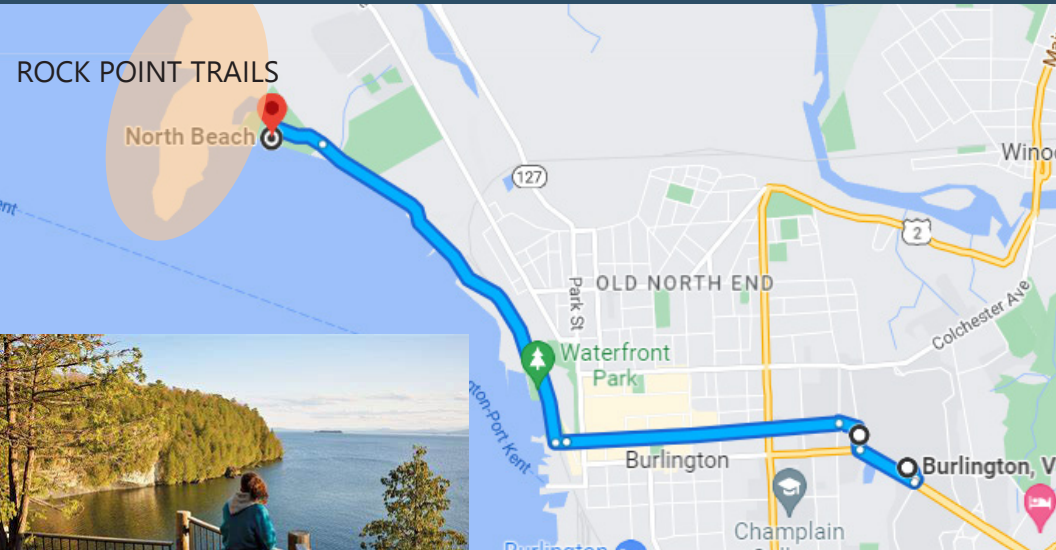 ROCK POINT TRAILS
North Beach
127
Park St
OLD NORTH END
2
Colchester Ave
Waterfront
Park
Burlington
Burlington, V
Champlain
Burlington